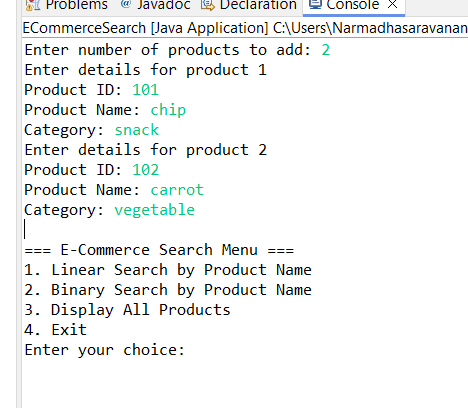 Problems @ Javadoc Declaration Console ×
ECommerceSearch [Java Application] C:\Users\Narmadhasaravanan
Enter number of products to add: 2
Enter details for product 1
Product ID: 101
Product Name: chip
Category: snack
Enter details for product 2
Product ID: 102
Product Name: carrot
Category: vegetable
=== E-Commerce Search Menu ===
1. Linear Search by Product Name
2. Binary Search by Product Name
3. Display All Products
4. Exit
Enter your choice: